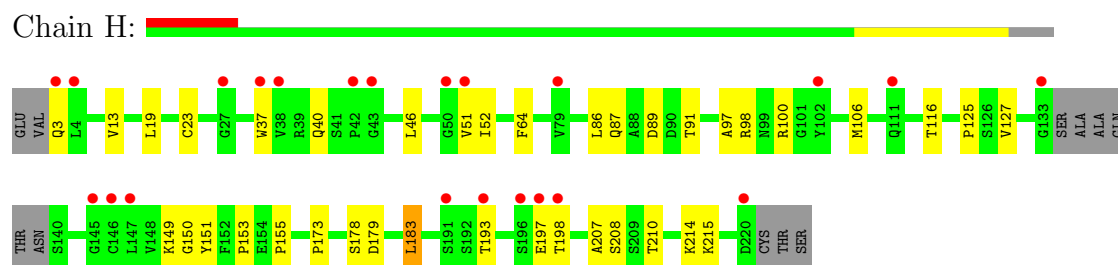 Chain H:
GLU VAL Q3 L4 V13 L19 C23 G27 W37 V38 R39 Q40 S41 P42 G43 L46 G50 V51 I52 F64 V79 L86 Q87 A88 D89 D90 T91 A97 R98 N99 R100 G101 Y102 M106 Q111 T116 P125 S126 V127 G133 SER ALA ALA GLN
THR ASN S140 G145 C146 L147 V148 K149 G150 Y151 F152 P153 E154 P155 P173 S178 D179 L183 S191 S192 T193 S196 E197 T198 A207 S208 S209 T210 K214 K215 D220 CYS THR SER